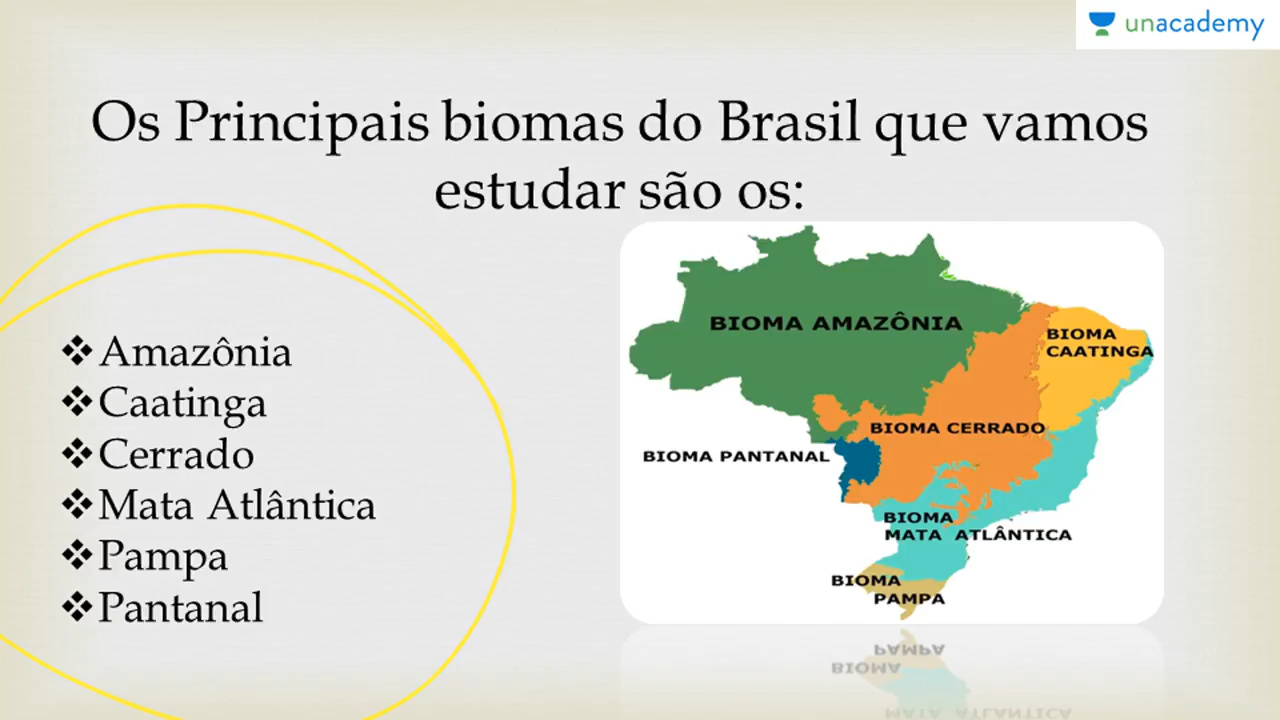 unacademy
Os Principais biomas do Brasil que vamos
estudar são os:
Amazônia
Caatinga
Cerrado
Mata Atlântica
Pampa
Pantanal
BIOMA AMAZÔNIA
BIOMA
CAATINGA
BIOMA CERRADO
BIOMA PANTANAL
BIOMA
MATA ATLÂNTICA
BIOMA
PAMPA